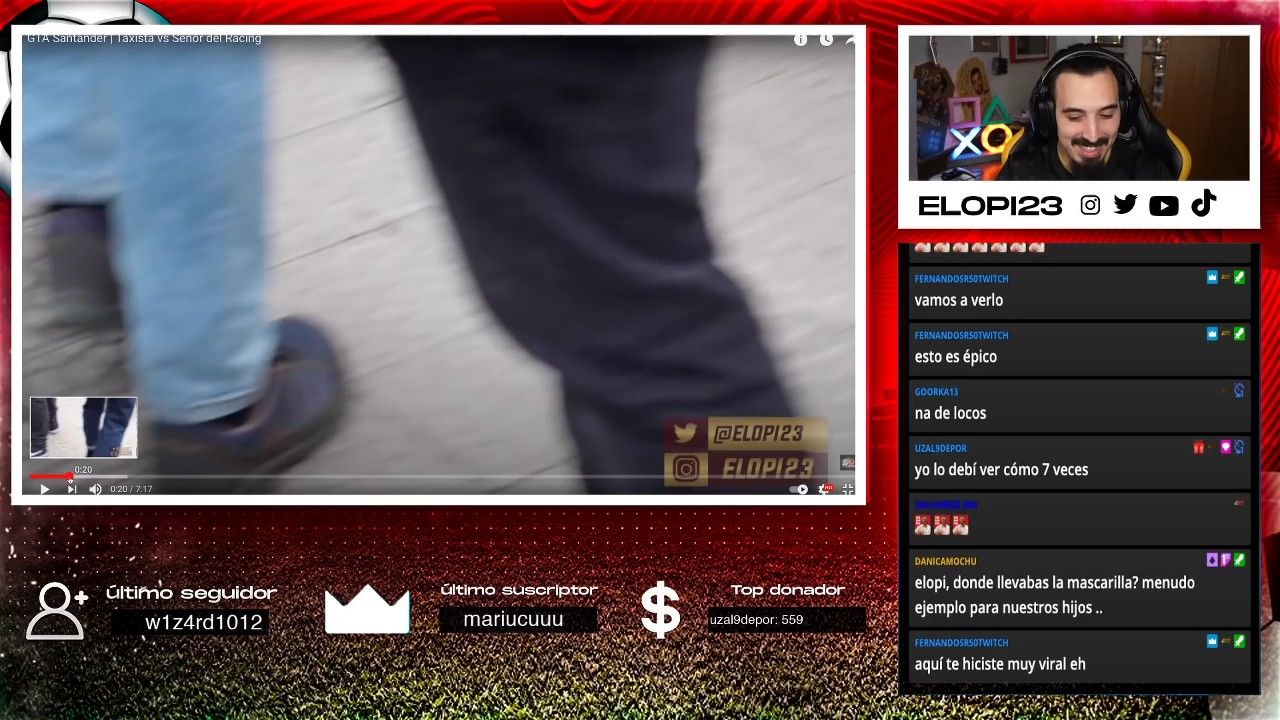 GTA Santander | Taxista vs Señor del Racing
@ELOPI23
ELOPI23
0:20
0:20 / 7:17
HD
ELOPI23
FERNANDOSR50TWITCH
vamos a verlo
FERNANDOSR50TWITCH
esto es épico
GOORKA13
na de locos
UZAL9DEPOR
yo lo debí ver cómo 7 veces
DANICAMOCHU
elopi, donde llevabas la mascarilla? menudo
ejemplo para nuestros hijos ..
FERNANDOSR50TWITCH
aquí te hiciste muy viral eh
último seguidor
w1z4rd1012
último suscriptor
mariucuuu
Top donador
uzal9depor: 559